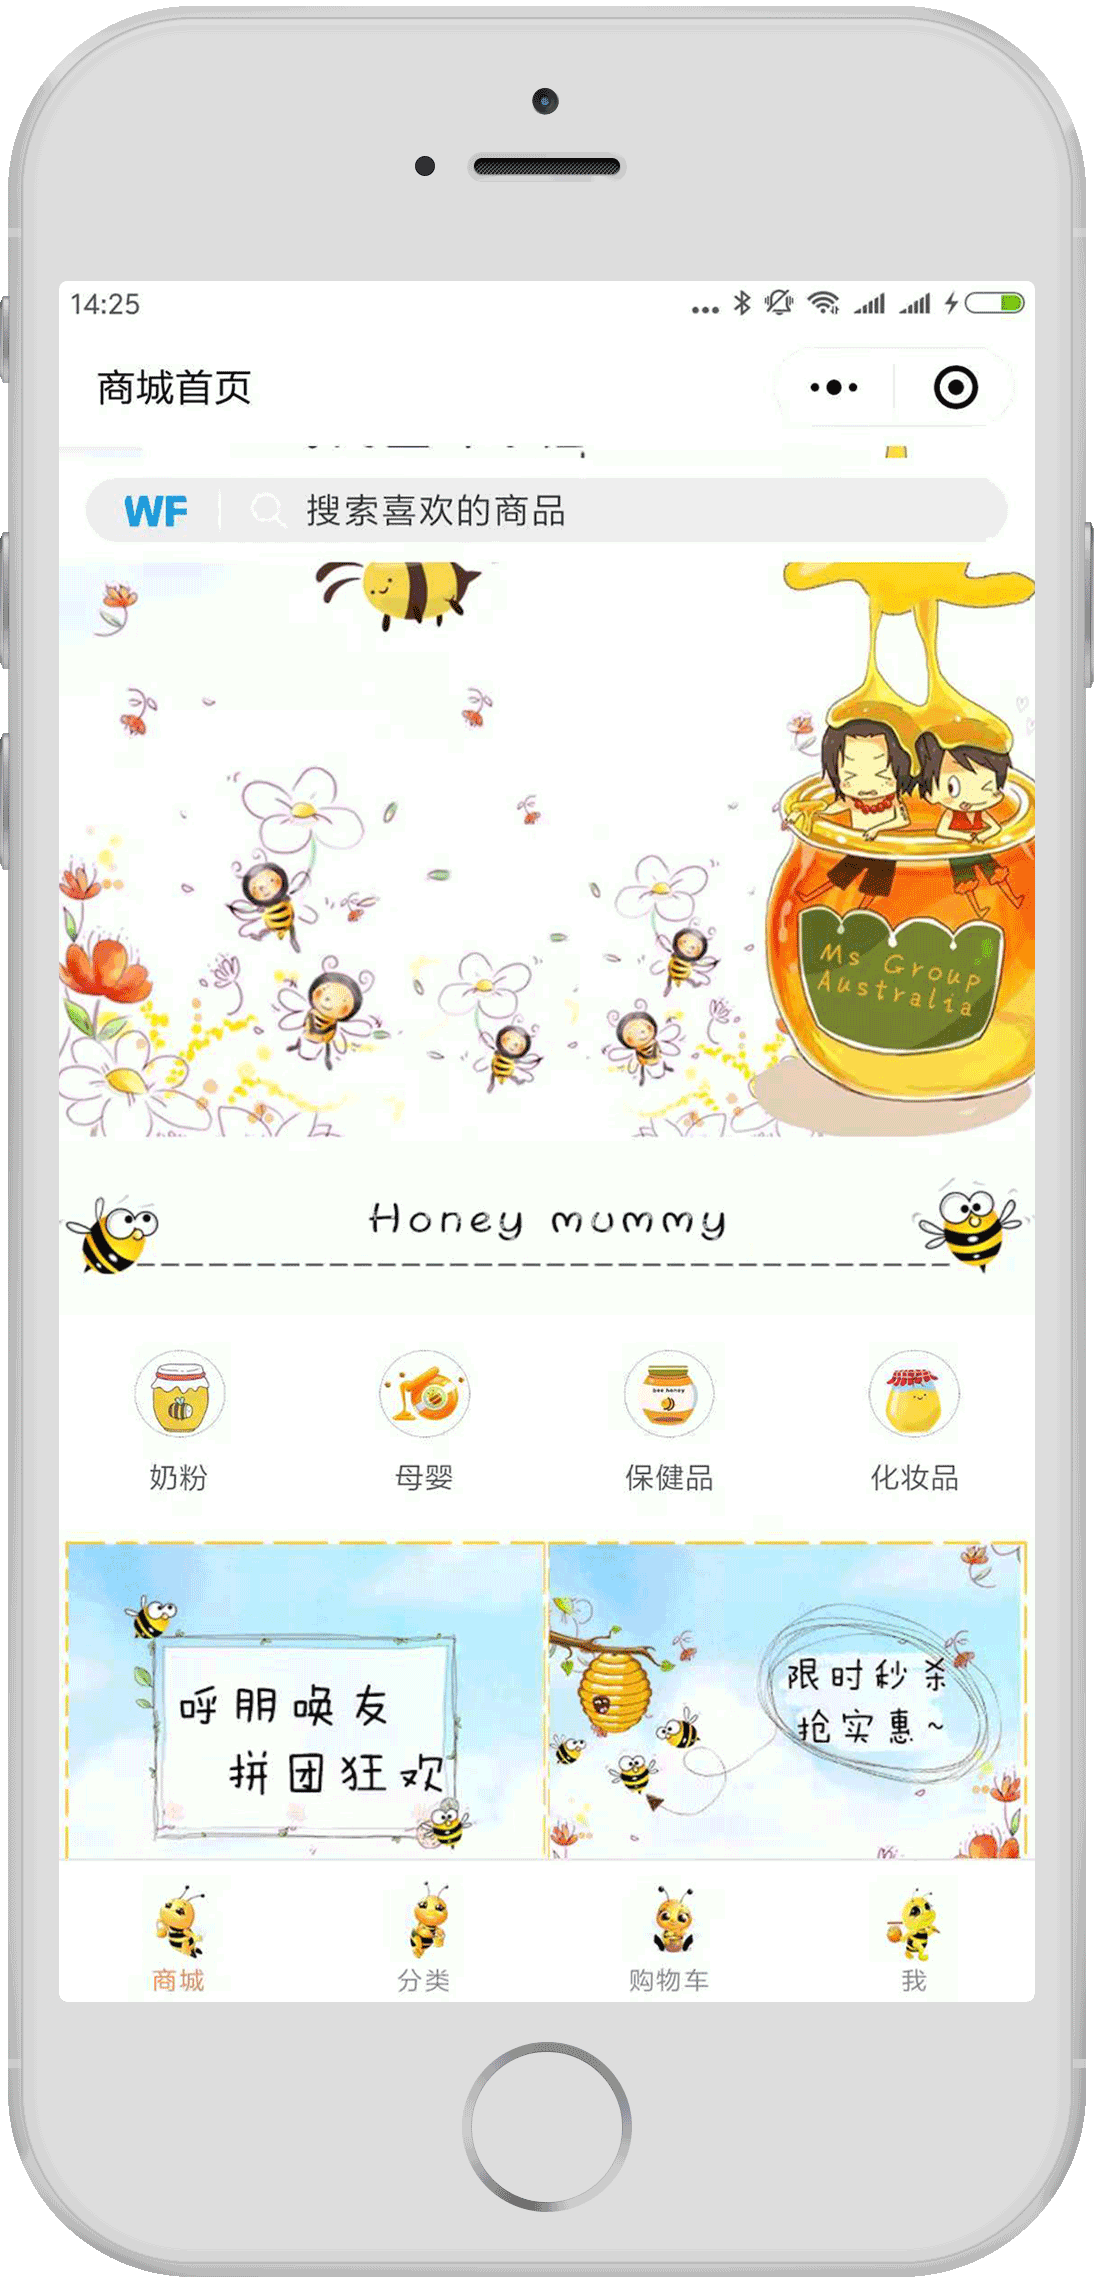 14:25
商城首页
WF 搜索喜欢的商品
Ms Group
Australia
Honey mummy
bee honey
奶粉 母婴 保健品 化妆品
呼朋唤友
拼团狂欢
限时秒杀
抢实惠~
商城 分类 购物车 我